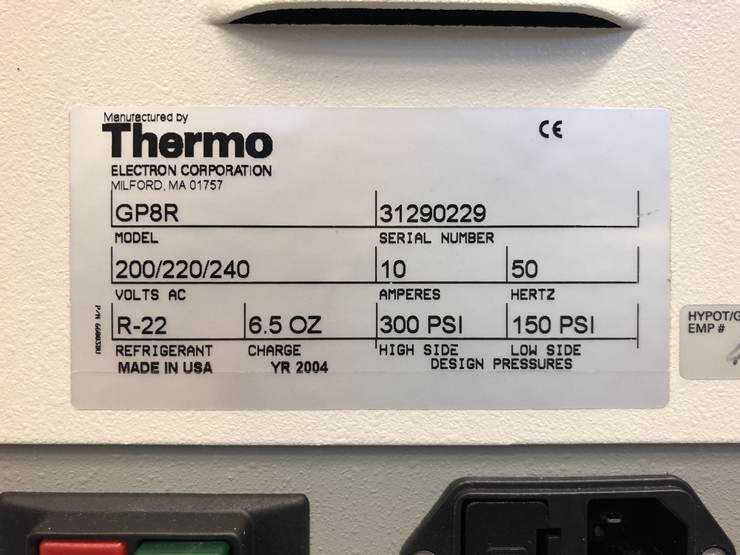 Manufactured by
Thermo
CE
ELECTRON CORPORATION
MILFORD, MA 01757
GP8R 31290229
MODEL SERIAL NUMBER
200/220/240 10 50
VOLTS AC AMPERES HERTZ
R-22 6.5 OZ 300 PSI 150 PSI
REFRIGERANT CHARGE HIGH SIDE LOW SIDE
MADE IN USA YR 2004 DESIGN PRESSURES
P/N
HYPOT/G
EMP #